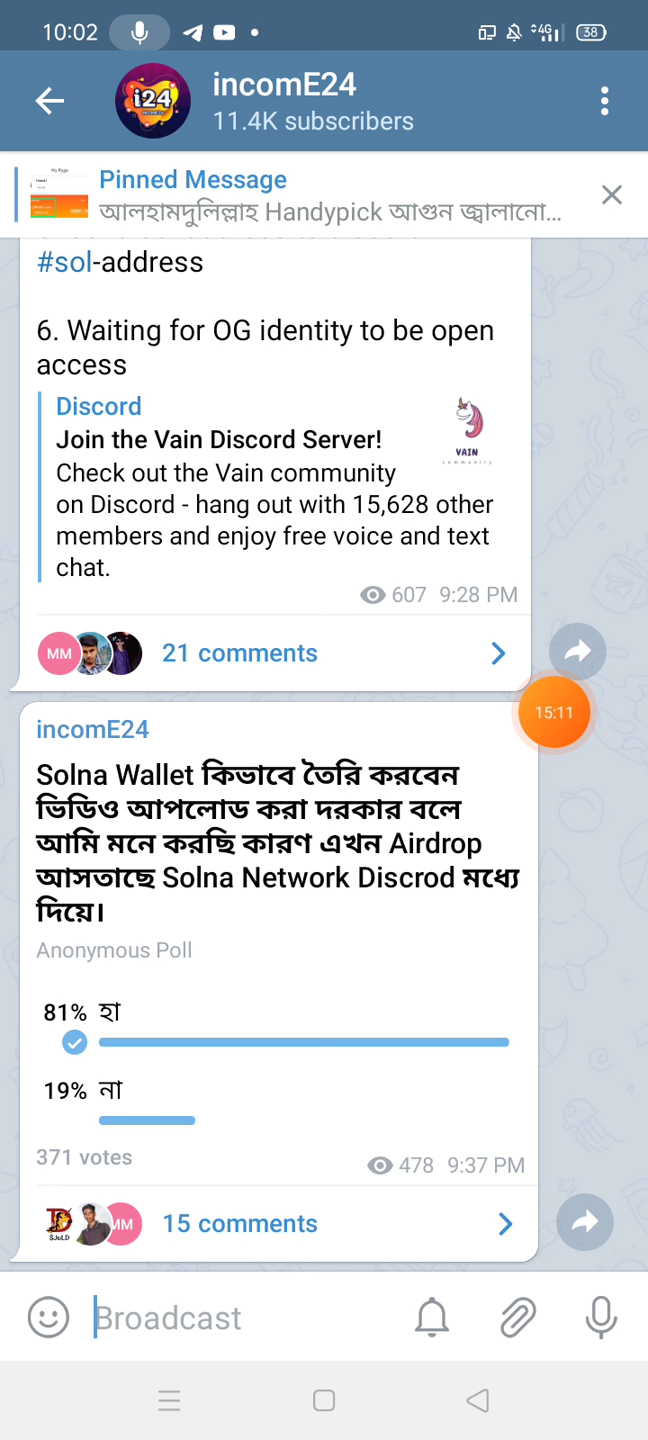 10:02
4G
38
i24
incomE24
11.4K subscribers
Pinned Message
আলহামদুলিল্লাহ Handypick আগুন জ্বালানো...
#sol-address
6. Waiting for OG identity to be open
access
Discord
Join the Vain Discord Server!
Check out the Vain community
on Discord - hang out with 15,628 other
members and enjoy free voice and text
chat.
VAIN
community
607 9:28 PM
MM
21 comments
15:11
incomE24
Solna Wallet কিভাবে তৈরি করবেন
ভিডিও আপলোড করা দরকার বলে
আমি মনে করছি কারণ এখন Airdrop
আসতাছে Solna Network Discrod মধ্যে
দিয়ে।
Anonymous Poll
81% হা
19% না
371 votes
478 9:37 PM
$JuLD
MM
15 comments
Broadcast